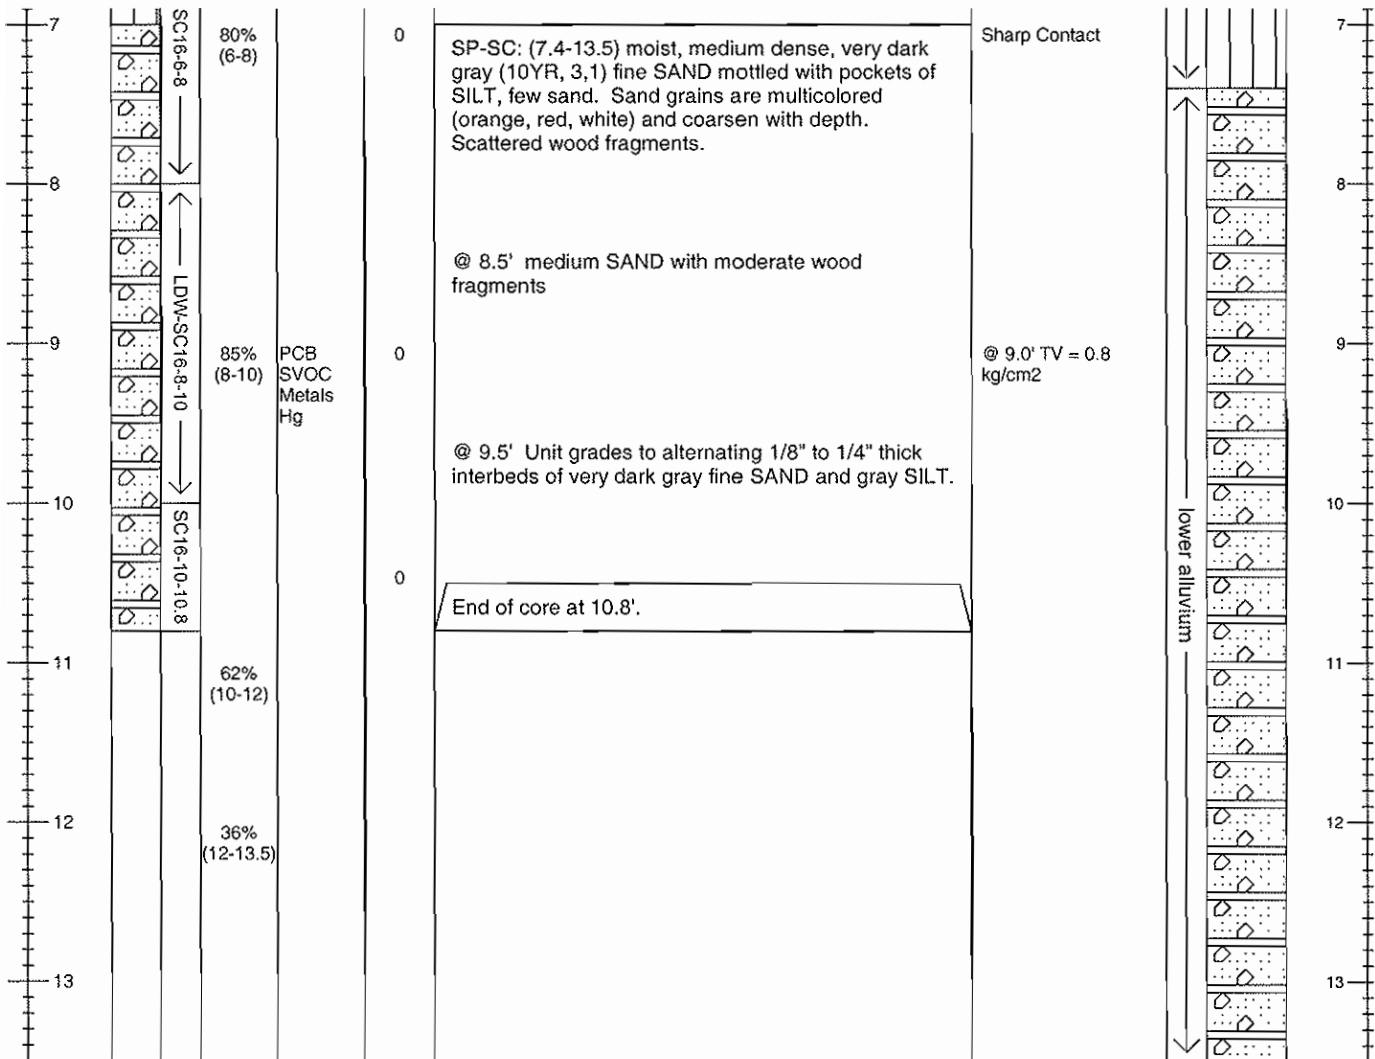 7
SC16-6-8
80%
(6-8)
0
SP-SC: (7.4-13.5) moist, medium dense, very dark
gray (10YR, 3,1) fine SAND mottled with pockets of
SILT, few sand. Sand grains are multicolored
(orange, red, white) and coarsen with depth.
Scattered wood fragments.
Sharp Contact
7
8
8
@ 8.5' medium SAND with moderate wood
fragments
LDW-SC16-8-10
9
85%
(8-10)
PCB
SVOC
Metals
Hg
0
@ 9.0' TV = 0.8
kg/cm2
9
@ 9.5' Unit grades to alternating 1/8" to 1/4" thick
interbeds of very dark gray fine SAND and gray SILT.
10
10
SC16-10-10.8
0
End of core at 10.8'.
lower alluvium
11
62%
(10-12)
11
12
36%
(12-13.5)
12
13
13